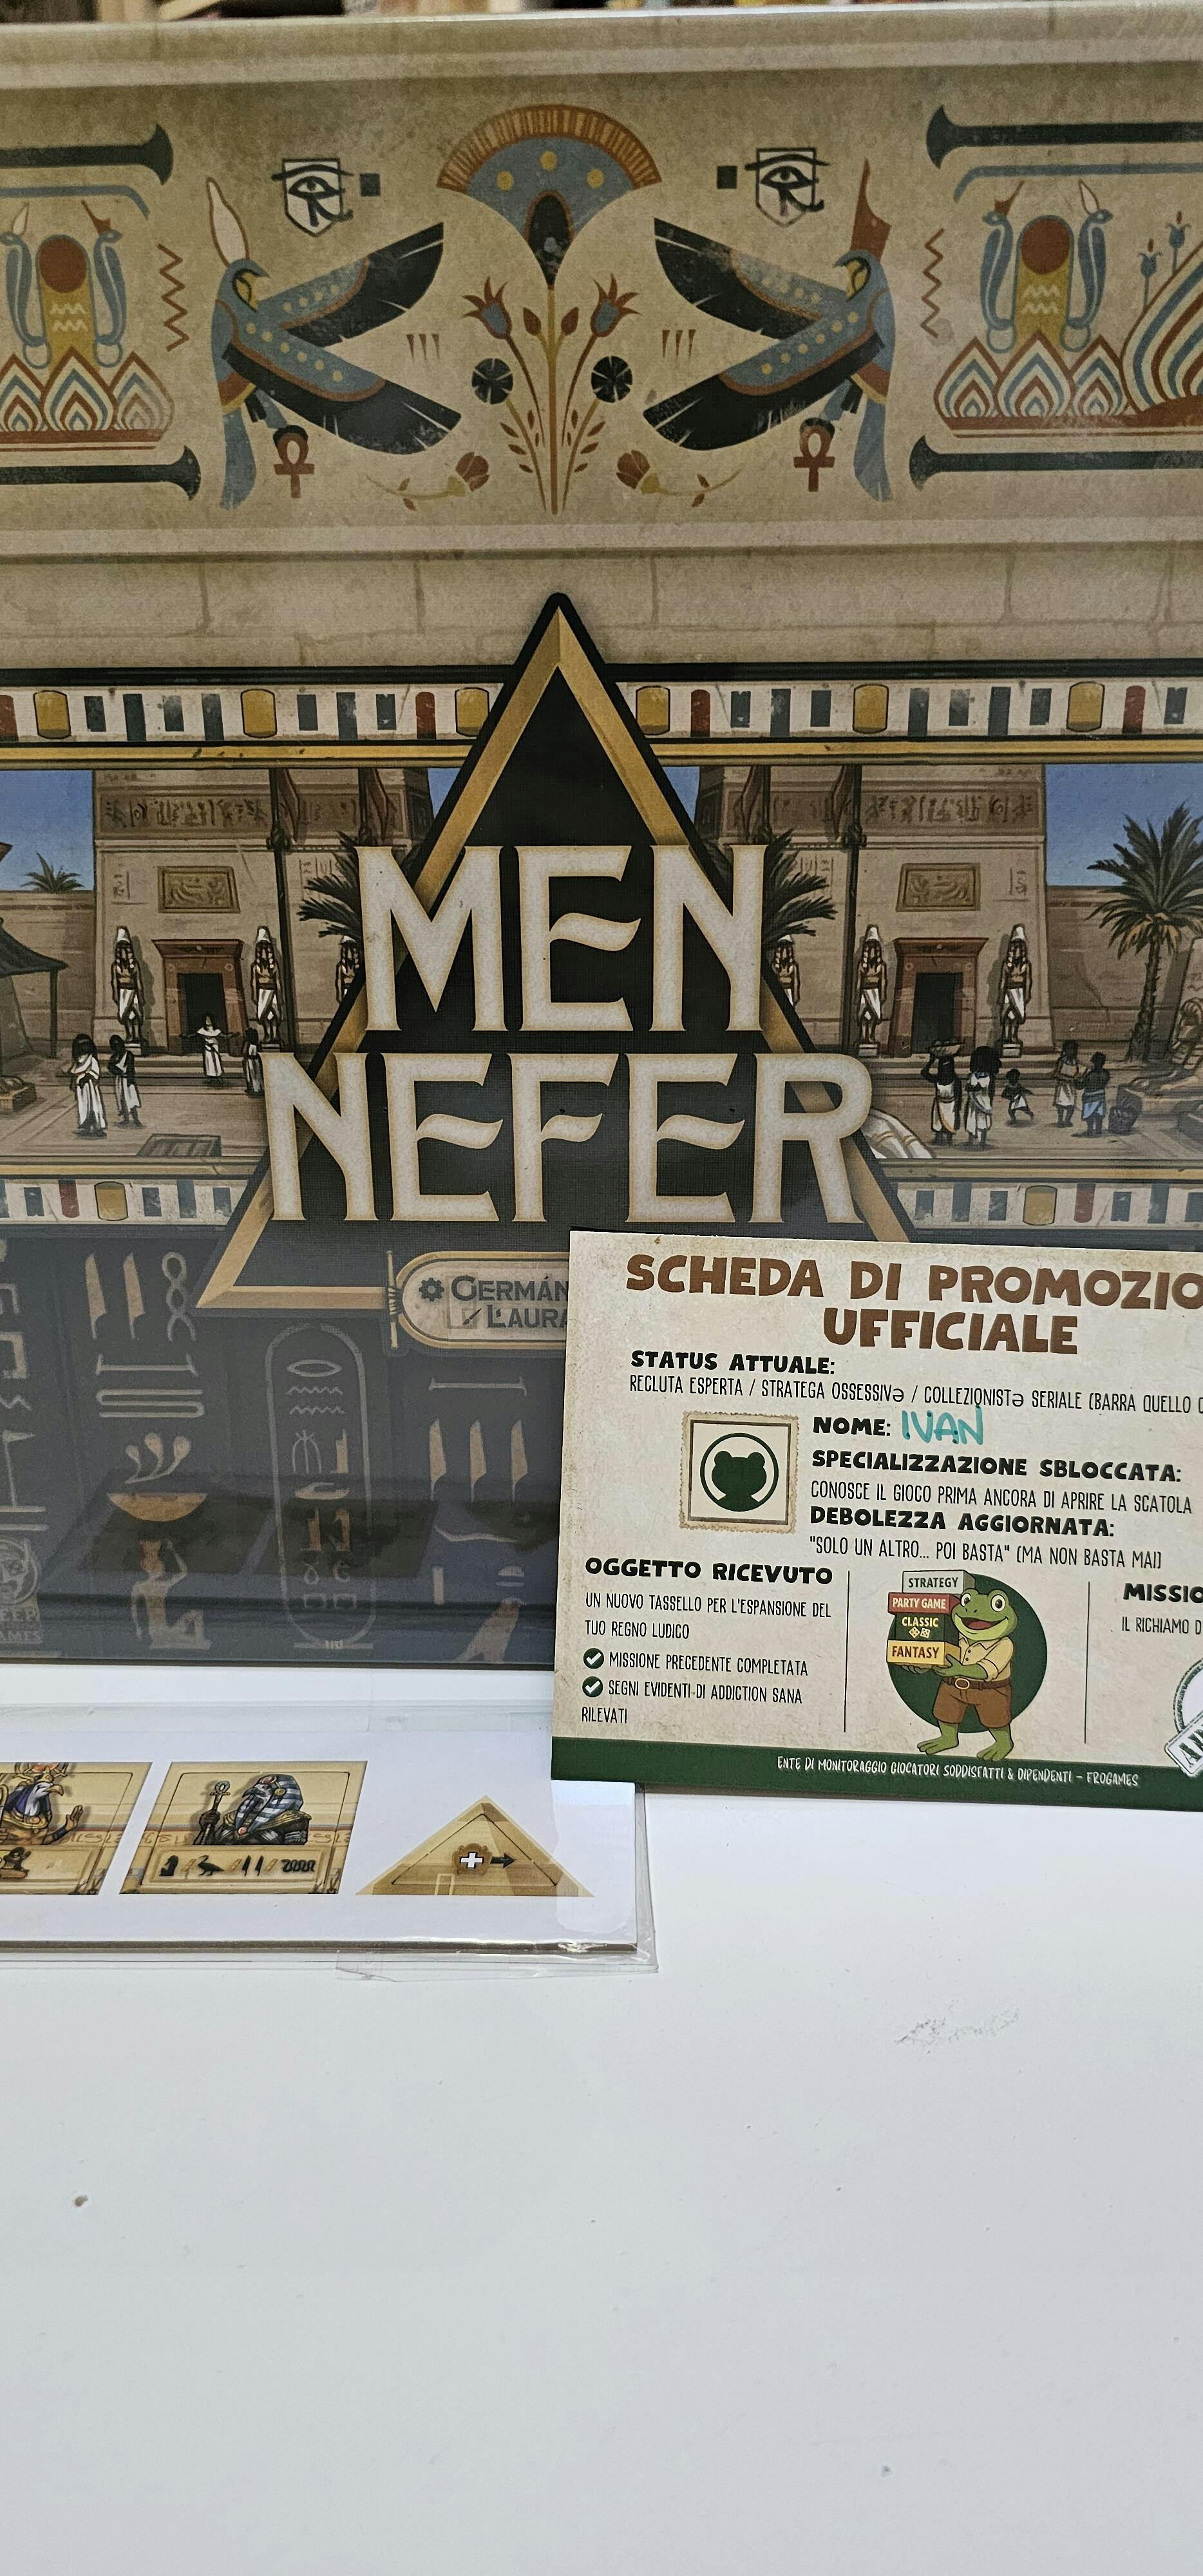 MEN
NEFER
GERMÁN
LAURA
SCHEDA DI PROMOZIO
UFFICIALE
STATUS ATTUALE:
RECLUTA ESPERTA / STRATEGA OSSESSIVƏ / COLLEZIONISTƏ SERIALE (BARRA QUELLO
NOME: IVAN
SPECIALIZZAZIONE SBLOCCATA:
CONOSCE IL GIOCO PRIMA ANCORA DI APRIRE LA SCATOLA
DEBOLEZZA AGGIORNATA:
"SOLO UN ALTRO... POI BASTA" (MA NON BASTA MAI)
OGGETTO RICEVUTO
UN NUOVO TASSELLO PER L'ESPANSIONE DEL
TUO REGNO LUDICO
MISSIONE PRECEDENTE COMPLETATA
SEGNI EVIDENTI DI ADDICTION SANA
RILEVATI
STRATEGY
PARTY GAME
CLASSIC
FANTASY
MISSIO
IL RICHIAMO D
ENTE DI MONITORAGGIO GIOCATORI SODDISFATTI & DIPENDENTI – FROGAMES